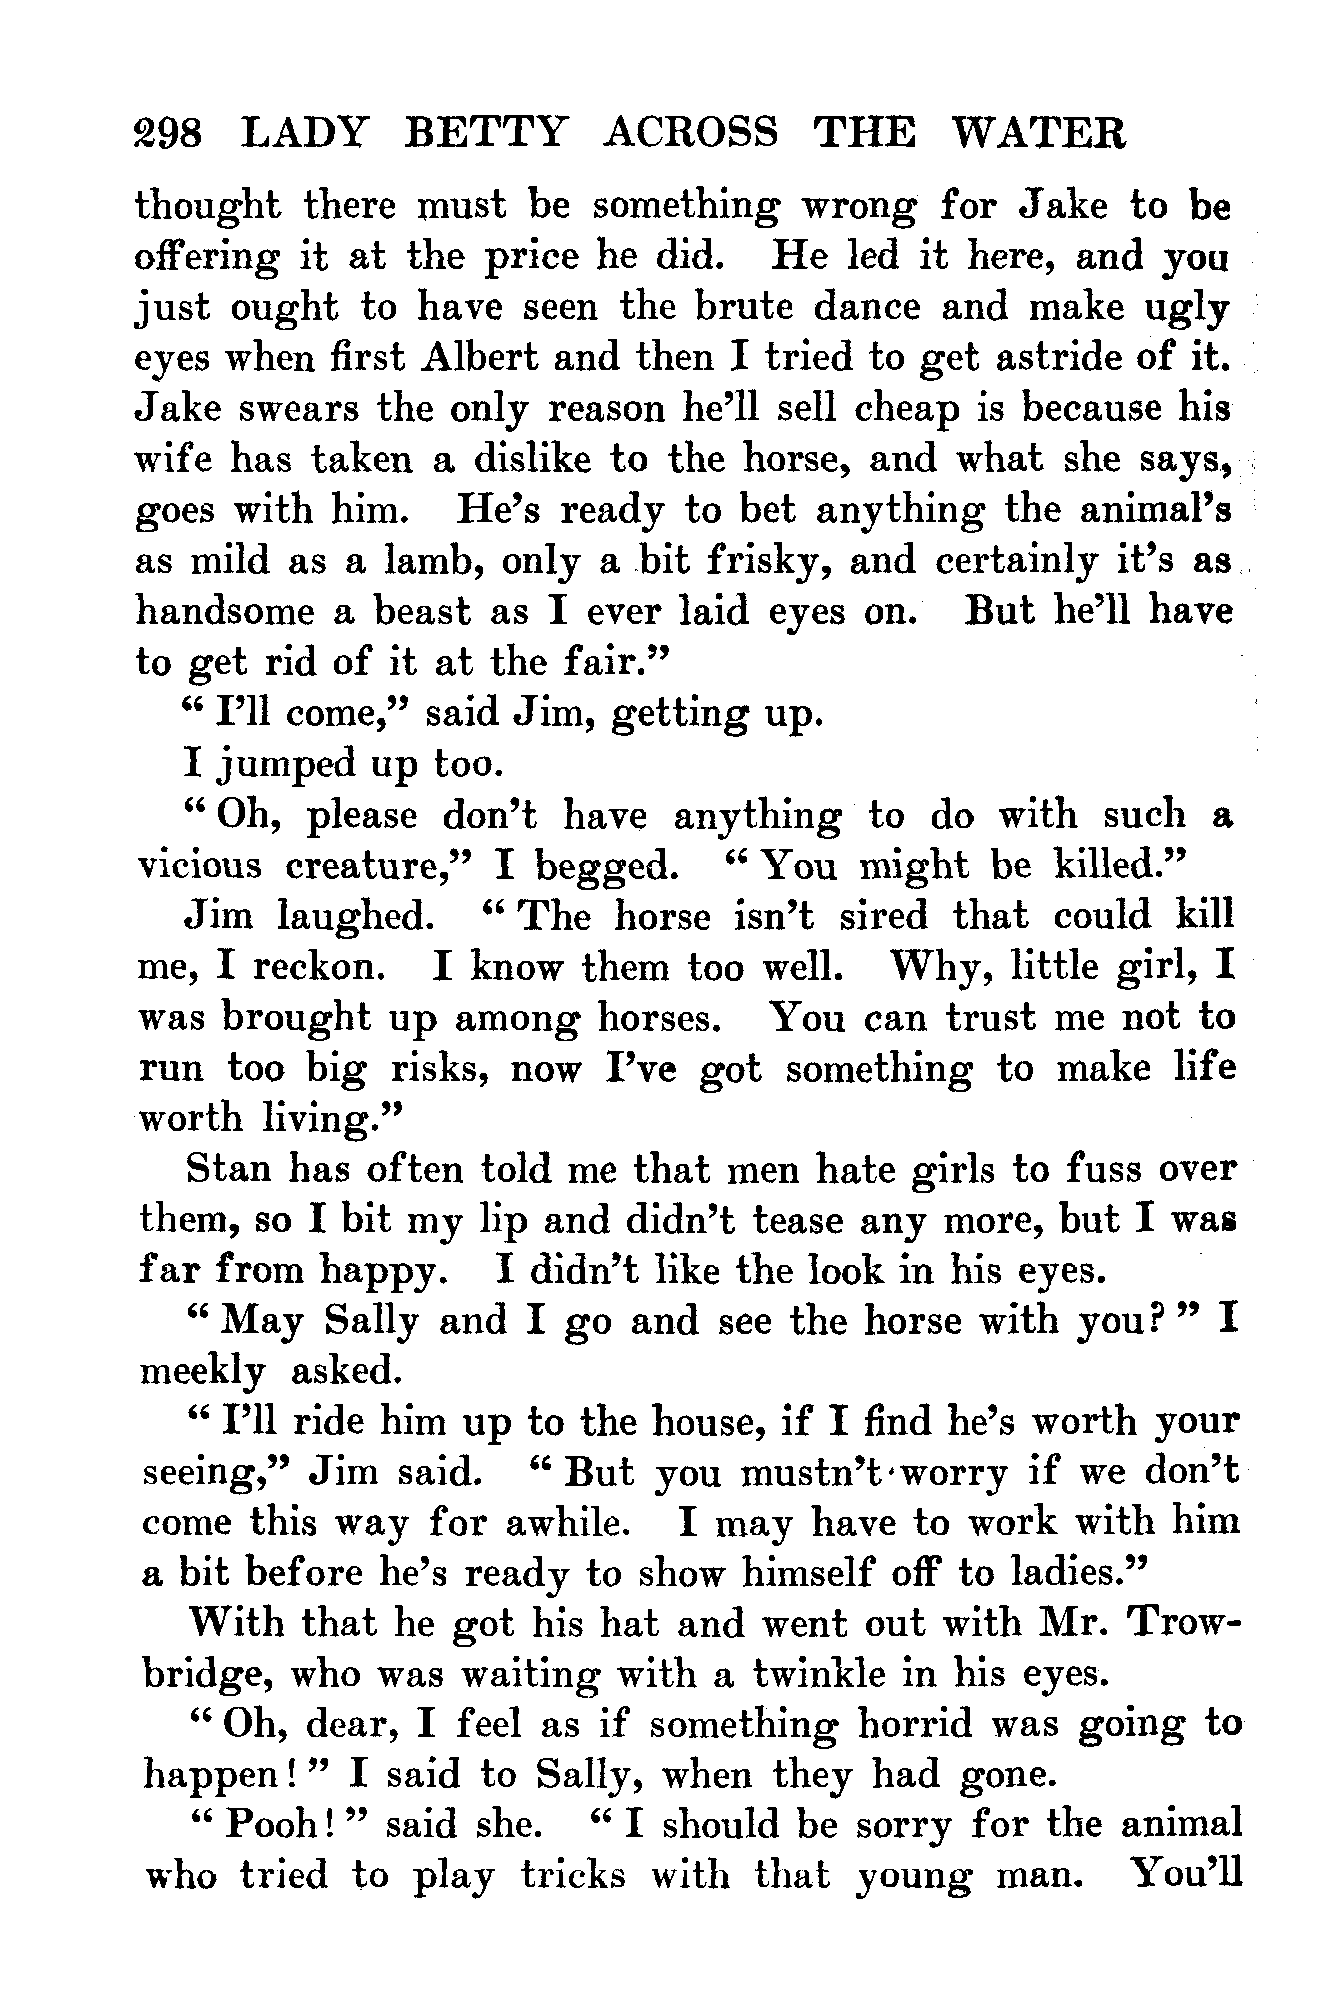 298 LADY BETTY ACROSS THE WATER
thought there must be something wrong for Jake to be
offering it at the price he did. He led it here, and you
just ought to have seen the brute dance and make ugly
eyes when first Albert and then I tried to get astride of it.
Jake swears the only reason he'll sell cheap is because his
wife has taken a dislike to the horse, and what she says,
goes with him. He's ready to bet anything the animal's
as mild as a lamb, only a bit frisky, and certainly it's as
handsome a beast as I ever laid eyes on. But he'll have
to get rid of it at the fair."
" I'll come," said Jim, getting up.
I jumped up too.
" Oh, please don't have anything to do with such a
vicious creature," I begged. " You might be killed."
Jim laughed. " The horse isn't sired that could kill
me, I reckon. I know them too well. Why, little girl, I
was brought up among horses. You can trust me not to
run too big risks, now I've got something to make life
worth living."
Stan has often told me that men hate girls to fuss over
them, so I bit my lip and didn't tease any more, but I was
far from happy. I didn't like the look in his eyes.
" May Sally and I go and see the horse with you? " I
meekly asked.
" I'll ride him up to the house, if I find he's worth your
seeing," Jim said. " But you mustn't worry if we don't
come this way for awhile. I may have to work with him
a bit before he's ready to show himself off to ladies."
With that he got his hat and went out with Mr. Trow-
bridge, who was waiting with a twinkle in his eyes.
" Oh, dear, I feel as if something horrid was going to
happen! " I said to Sally, when they had gone.
" Pooh! " said she. " I should be sorry for the animal
who tried to play tricks with that young man. You'll